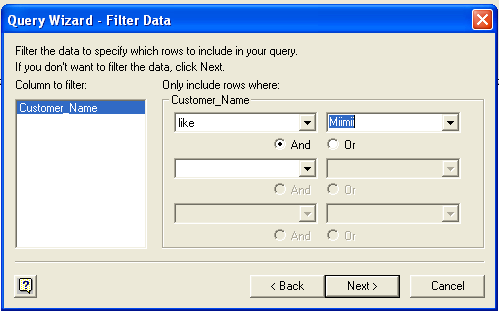 Query Wizard - Filter Data
Filter the data to specify which rows to include in your query.
If you don't want to filter the data, click Next.
Column to filter:
Only include rows where:
Customer_Name
Customer_Name
like
Miimii
And
Or
And
Or
And
Or
< Back
Next >
Cancel